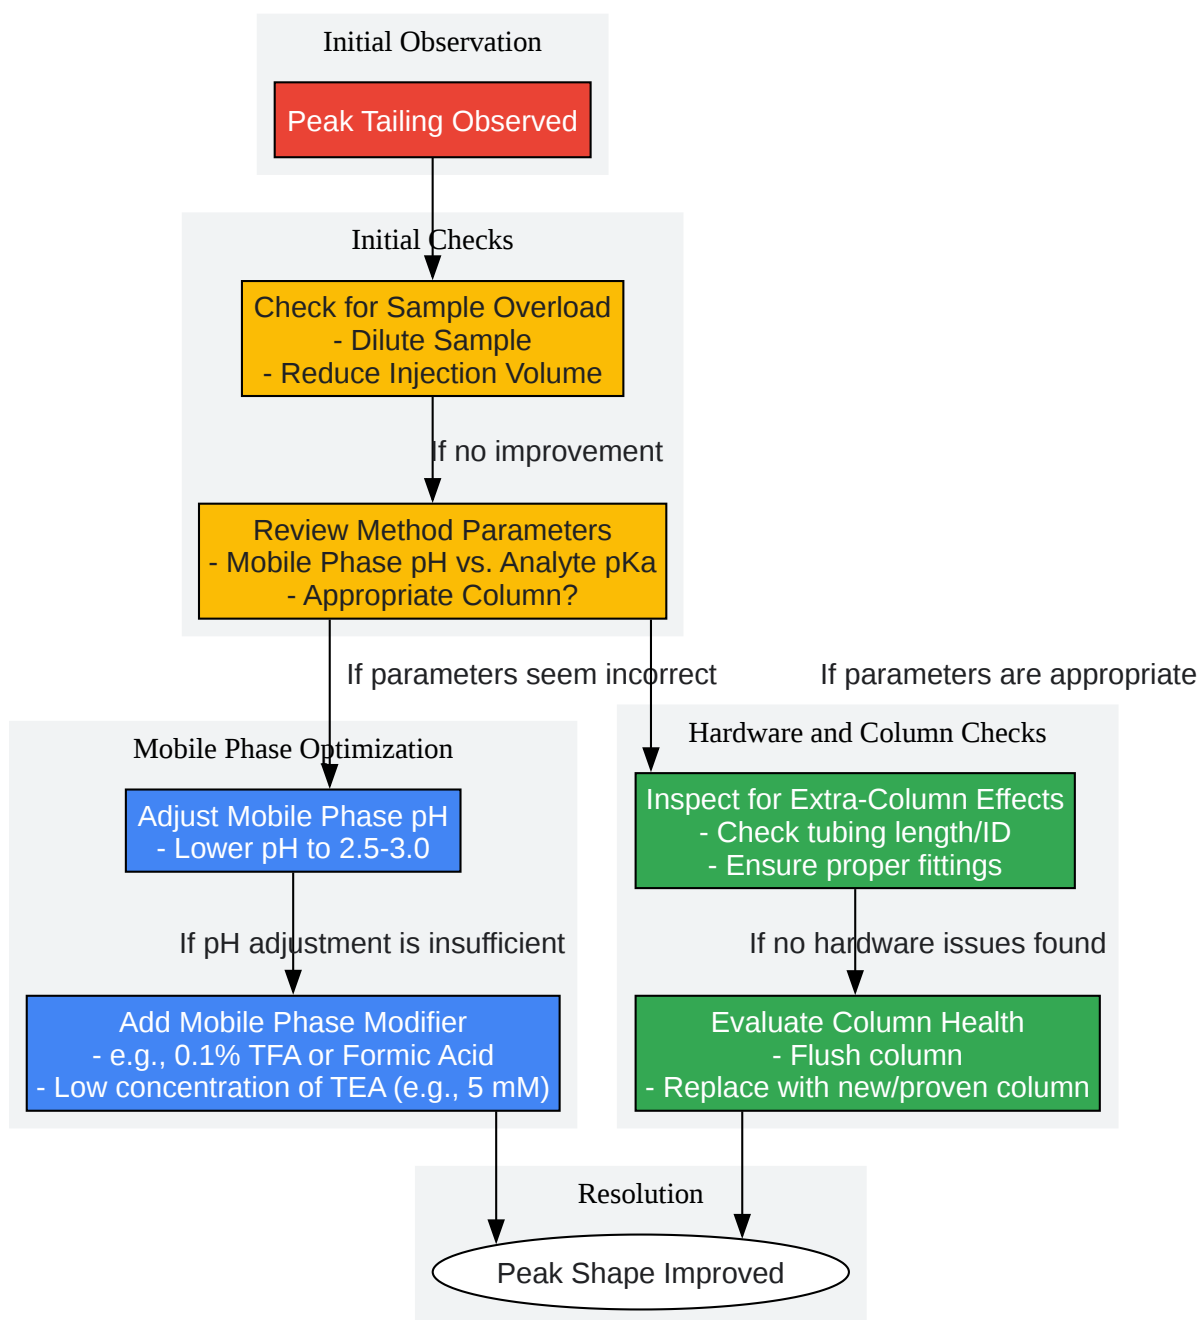 Initial Observation
Peak Tailing Observed
Initial Checks
Check for Sample Overload
- Dilute Sample
- Reduce Injection Volume
If no improvement
Review Method Parameters
- Mobile Phase pH vs. Analyte pKa
- Appropriate Column?
If parameters seem incorrect
If parameters are appropriate
Mobile Phase Optimization
Adjust Mobile Phase pH
- Lower pH to 2.5-3.0
If pH adjustment is insufficient
Add Mobile Phase Modifier
- e.g., 0.1% TFA or Formic Acid
- Low concentration of TEA (e.g., 5 mM)
Hardware and Column Checks
Inspect for Extra-Column Effects
- Check tubing length/ID
- Ensure proper fittings
If no hardware issues found
Evaluate Column Health
- Flush column
- Replace with new/proven column
Resolution
Peak Shape Improved